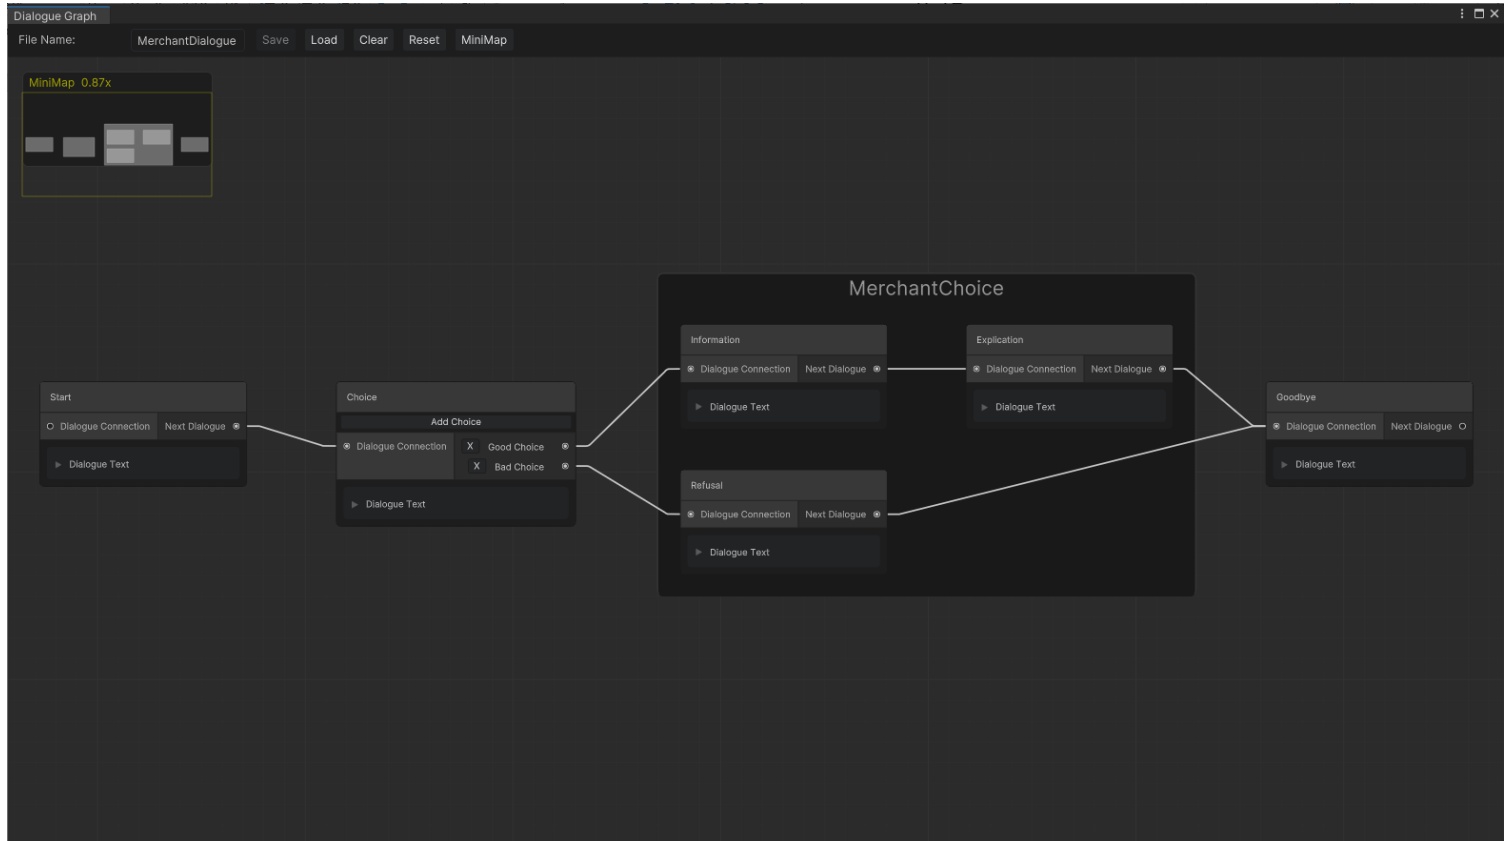 Dialogue Graph
File Name: MerchantDialogue Save Load Clear Reset MiniMap
MiniMap 0.87x
MerchantChoice
Start
Dialogue Connection Next Dialogue
Dialogue Text
Choice
Add Choice
Dialogue Connection X Good Choice
X Bad Choice
Dialogue Text
Information
Dialogue Connection Next Dialogue
Dialogue Text
Explication
Dialogue Connection Next Dialogue
Dialogue Text
Refusal
Dialogue Connection Next Dialogue
Dialogue Text
Goodbye
Dialogue Connection Next Dialogue
Dialogue Text